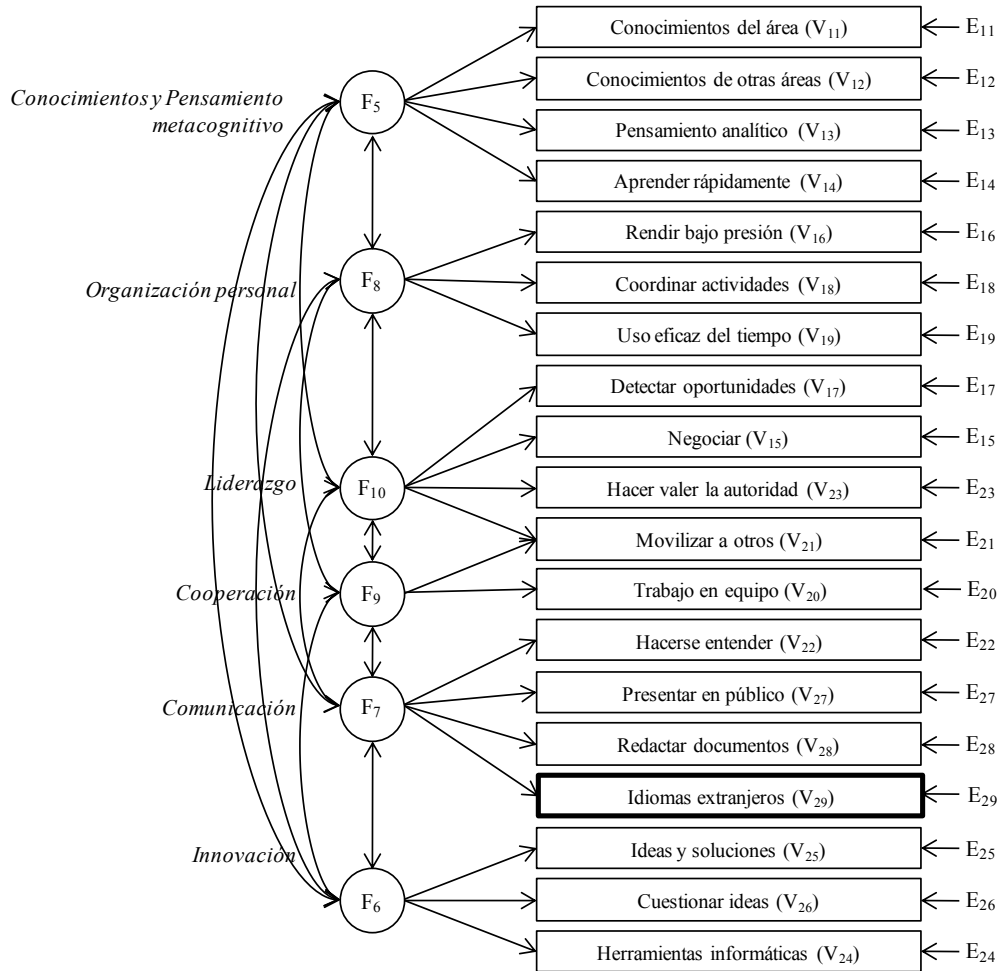 Conocimientos del área (V11)
E11
Conocimientos de otras áreas (V12)
E12
Conocimientos y Pensamiento
metacognitivo
F5
Pensamiento analítico (V13)
E13
Aprender rápidamente (V14)
E14
Rendir bajo presión (V16)
E16
Organización personal
F8
Coordinar actividades (V18)
E18
Uso eficaz del tiempo (V19)
E19
Detectar oportunidades (V17)
E17
Negociar (V15)
E15
Liderazgo
F10
Hacer valer la autoridad (V23)
E23
Movilizar a otros (V21)
E21
Cooperación
F9
Trabajo en equipo (V20)
E20
Hacerse entender (V22)
E22
Comunicación
F7
Presentar en público (V27)
E27
Redactar documentos (V28)
E28
Idiomas extranjeros (V29)
E29
Innovación
Ideas y soluciones (V25)
E25
F6
Cuestionar ideas (V26)
E26
Herramientas informáticas (V24)
E24